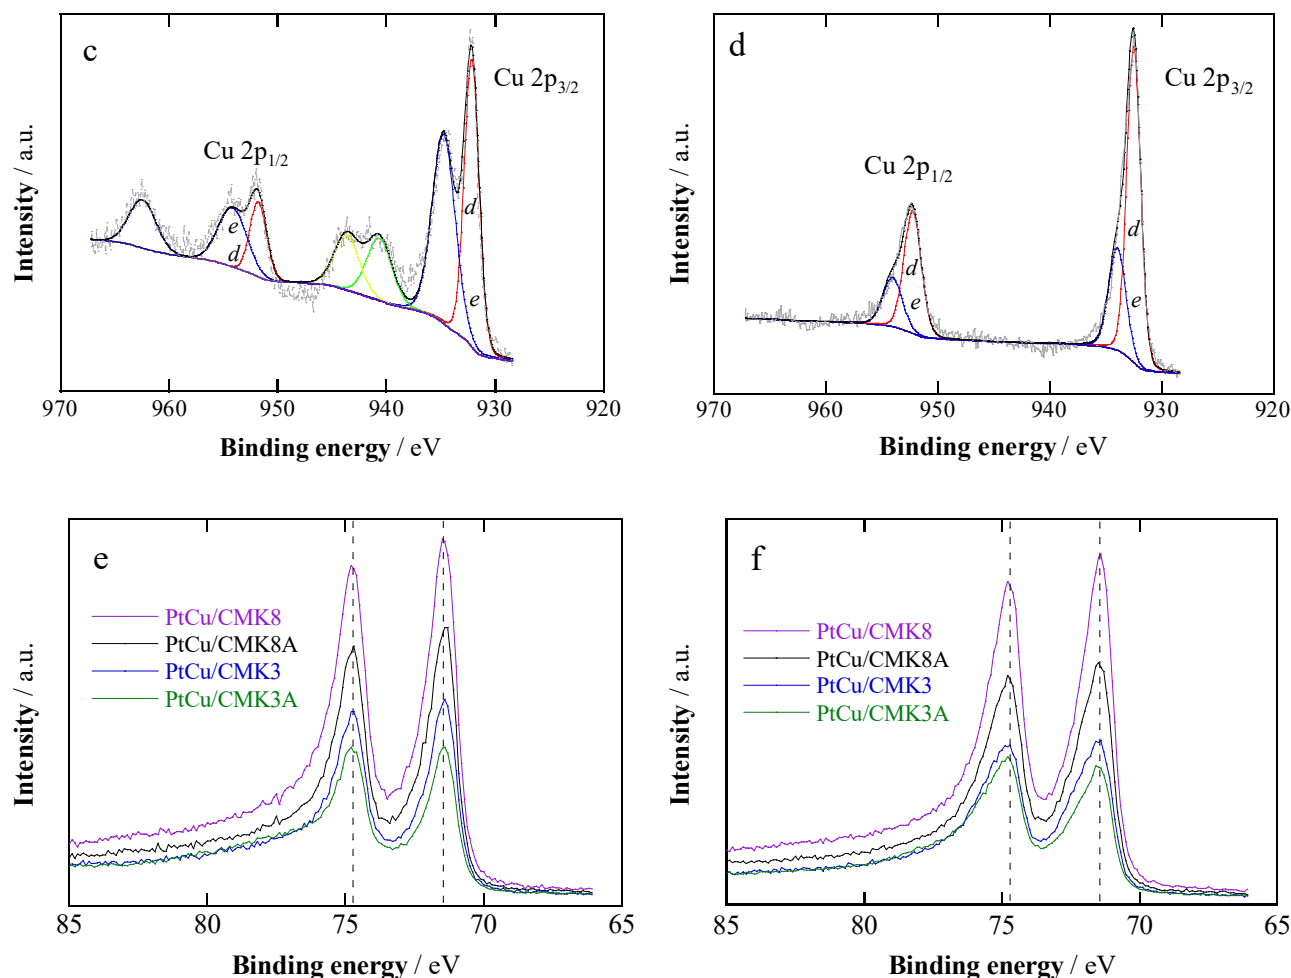 c
Cu 2p3/2
Cu 2p1/2
e
d
d
e
Intensity / a.u.
970 960 950 940 930 920
Binding energy / eV
d
Cu 2p3/2
Cu 2p1/2
d
e
d
e
Intensity / a.u.
970 960 950 940 930 920
Binding energy / eV
e
PtCu/CMK8
PtCu/CMK8A
PtCu/CMK3
PtCu/CMK3A
Intensity / a.u.
85 80 75 70 65
Binding energy / eV
f
PtCu/CMK8
PtCu/CMK8A
PtCu/CMK3
PtCu/CMK3A
Intensity / a.u.
85 80 75 70 65
Binding energy / eV